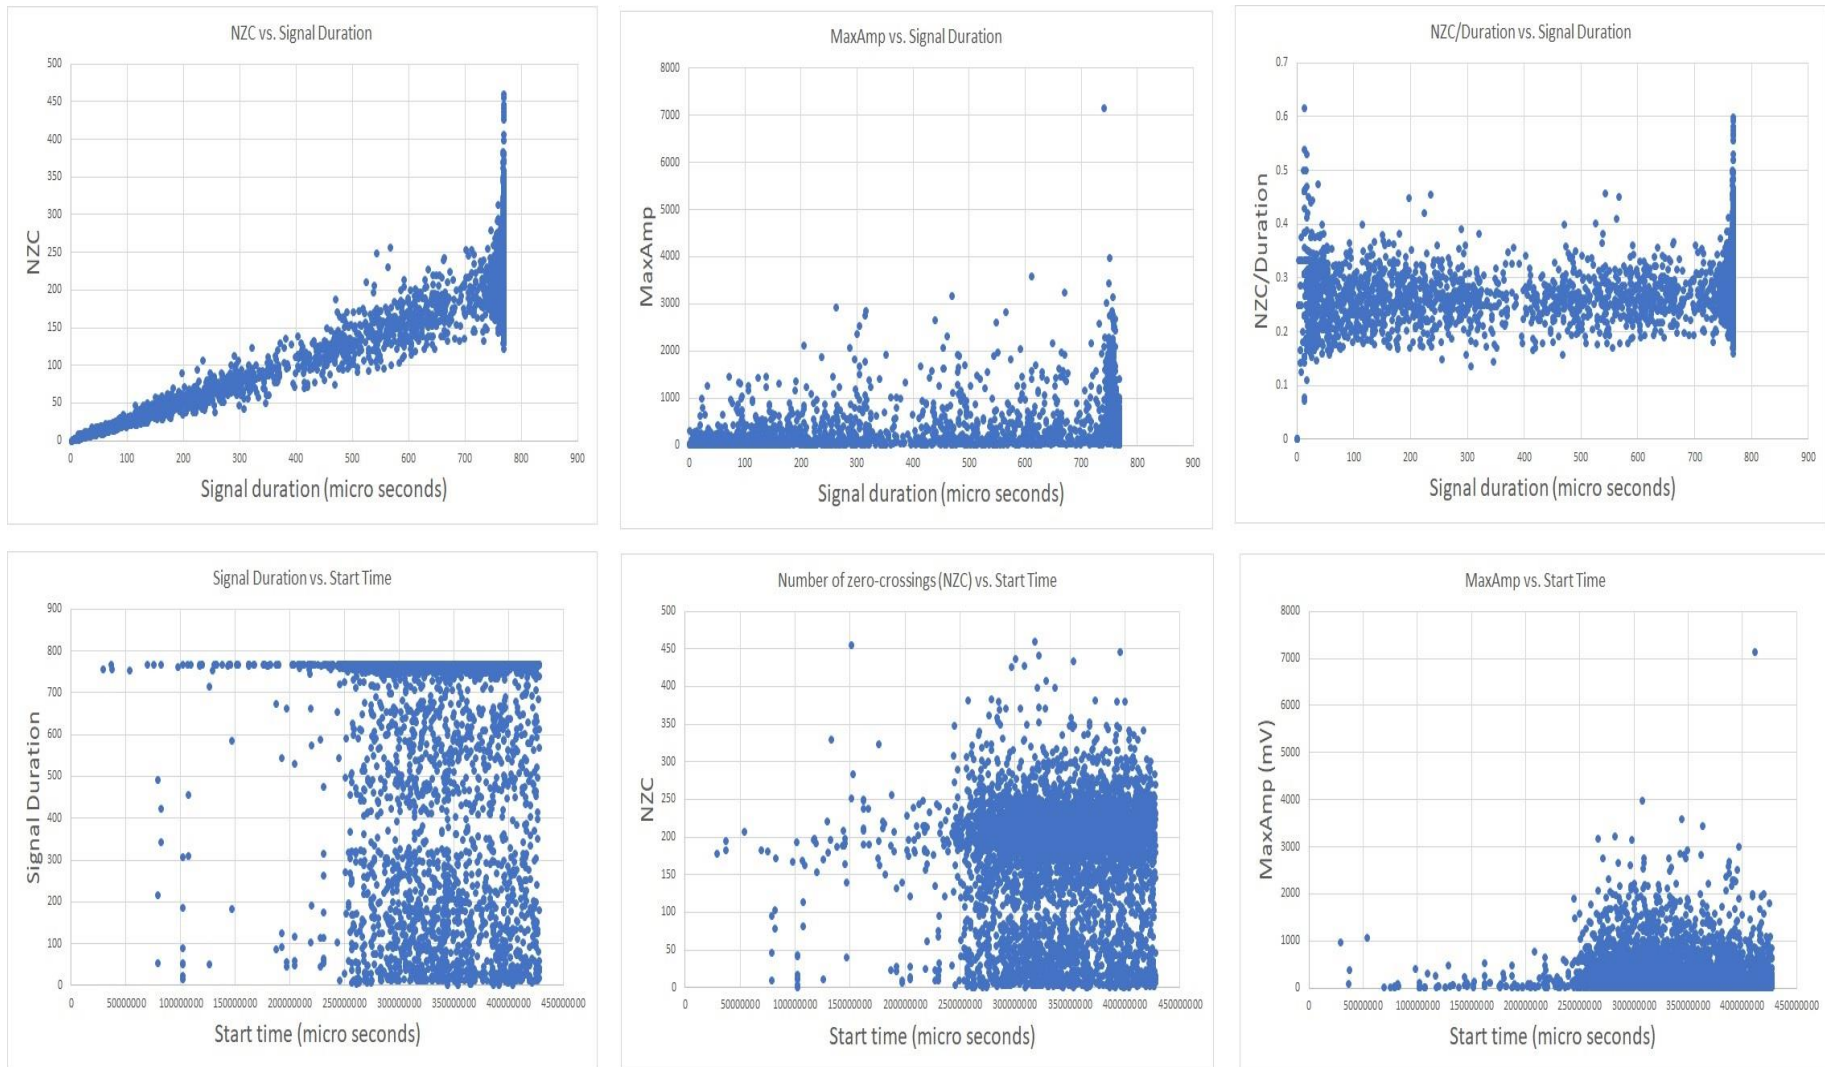 NZC vs. Signal Duration
500
450
400
350
300
250
200
150
100
50
0
NZC
0 100 200 300 400 500 600 700 800 900
Signal duration (micro seconds)
MaxAmp vs. Signal Duration
8000
7000
6000
5000
4000
3000
2000
1000
0
MaxAmp
0 100 200 300 400 500 600 700 800 900
Signal duration (micro seconds)
NZC/Duration vs. Signal Duration
0.7
0.6
0.5
0.4
0.3
0.2
0.1
0
NZC/Duration
0 100 200 300 400 500 600 700 800 900
Signal duration (micro seconds)
Signal Duration vs. Start Time
900
800
700
600
500
400
300
200
100
0
Signal Duration
0 50000000 100000000 150000000 200000000 250000000 300000000 350000000 400000000 450000000
Start time (micro seconds)
Number of zero-crossings (NZC) vs. Start Time
500
450
400
350
300
250
200
150
100
50
0
NZC
0 50000000 100000000 150000000 200000000 250000000 300000000 350000000 400000000 450000000
Start time (micro seconds)
MaxAmp vs. Start Time
8000
7000
6000
5000
4000
3000
2000
1000
0
MaxAmp (mV)
0 50000000 100000000 150000000 200000000 250000000 300000000 350000000 400000000 450000000
Start time (micro seconds)